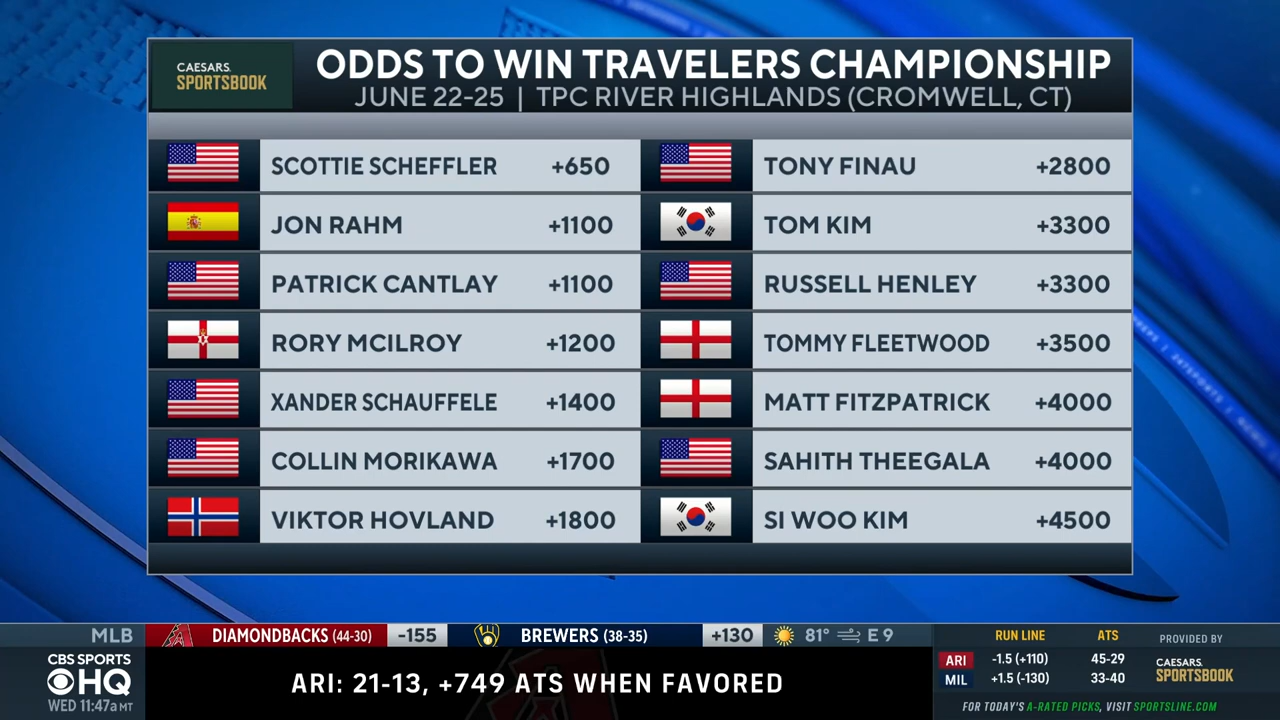 CAESARS
SPORTSBOOK
ODDS TO WIN TRAVELERS CHAMPIONSHIP
JUNE 22-25 | TPC RIVER HIGHLANDS (CROMWELL, CT)
SCOTTIE SCHEFFLER +650
JON RAHM +1100
PATRICK CANTLAY +1100
RORY MCILROY +1200
XANDER SCHAUFFELE +1400
COLLIN MORIKAWA +1700
VIKTOR HOVLAND +1800
TONY FINAU +2800
TOM KIM +3300
RUSSELL HENLEY +3300
TOMMY FLEETWOOD +3500
MATT FITZPATRICK +4000
SAHITH THEEGALA +4000
SI WOO KIM +4500
MLB DIAMONDBACKS (44-30) -155 BREWERS (38-35) +130 81° E 9
CBS SPORTS
HQ
WED 11:47a MT
ARI: 21-13, +749 ATS WHEN FAVORED
RUN LINE ATS
ARI -1.5 (+110) 45-29
MIL +1.5 (-130) 33-40
PROVIDED BY
CAESARS
SPORTSBOOK
FOR TODAY'S A-RATED PICKS, VISIT SPORTSLINE.COM